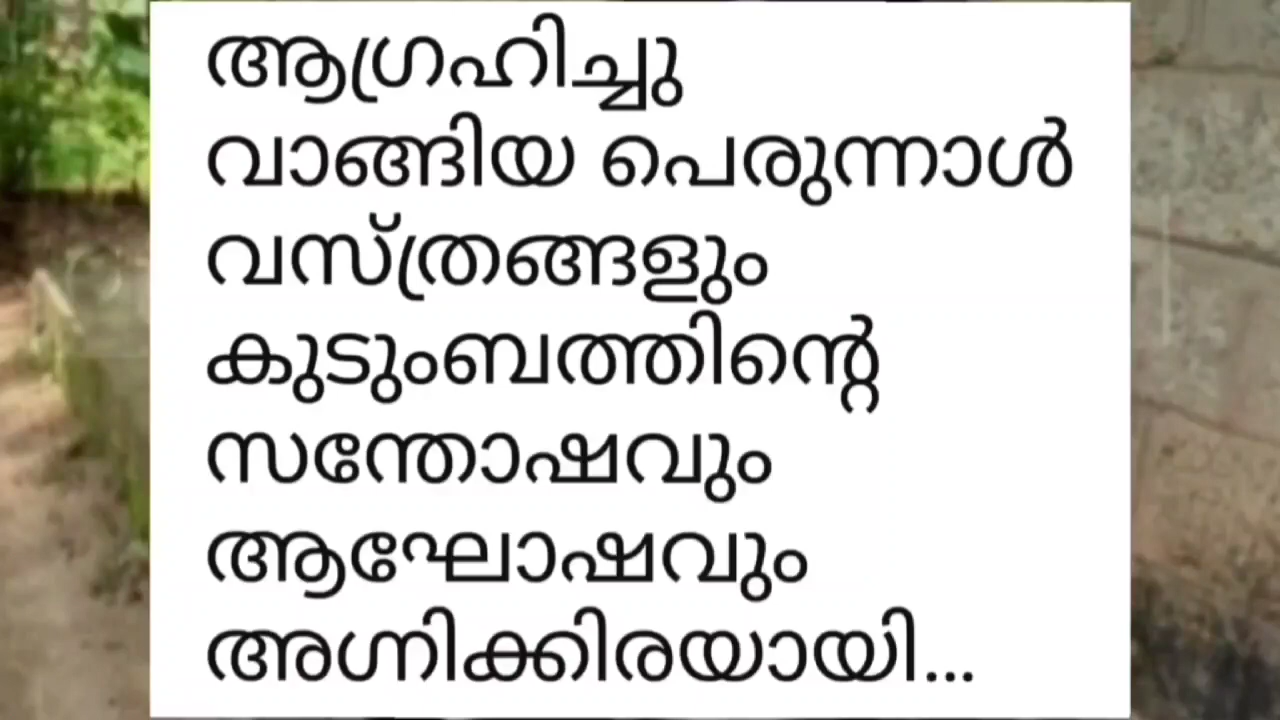 ആഗ്രഹിച്ചു
വാങ്ങിയ പെരുന്നാൾ
വസ്ത്രങ്ങളും
കുടുംബത്തിന്റെ
സന്തോഷവും
ആഘോഷവും
അഗ്നിക്കിരയായി...